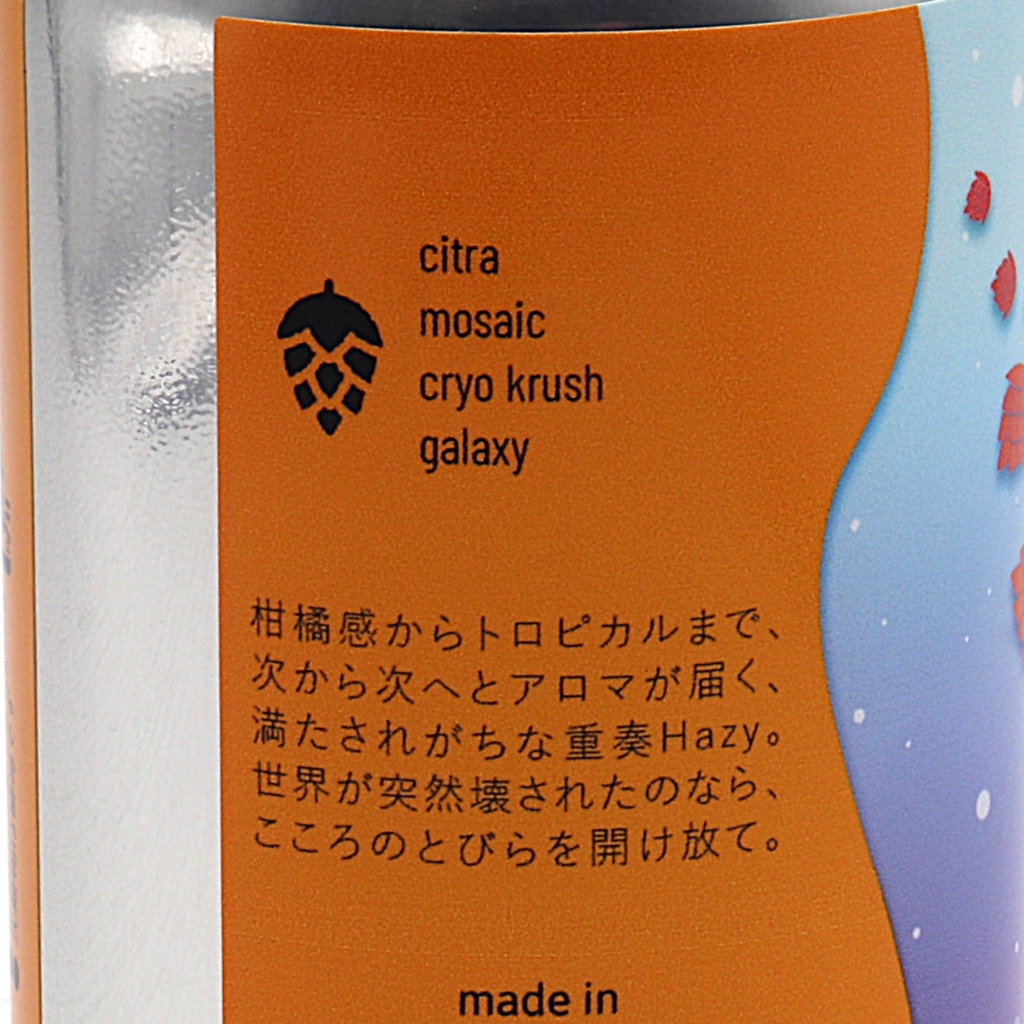 citra
mosaic
cryo krush
galaxy
柑橘感からトロピカルまで、
次から次へとアロマが届く、
満たされがちな重奏Hazy。
世界が突然壊されたのなら、
こころのとびらを開け放て。
made in